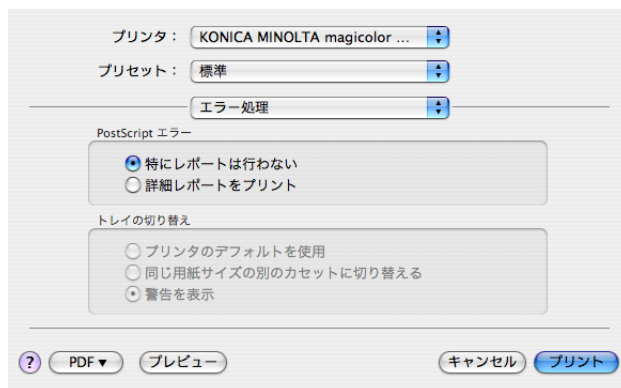 プリンタ： KONICA MINOLTA magicolor ...
プリセット： 標準
エラー処理
PostScript エラー
特にレポートは行わない
詳細レポートをプリント
トレイの切り替え
プリンタのデフォルトを使用
同じ用紙サイズの別のカセットに切り替える
警告を表示
? PDF▼ プレビュー キャンセル プリント